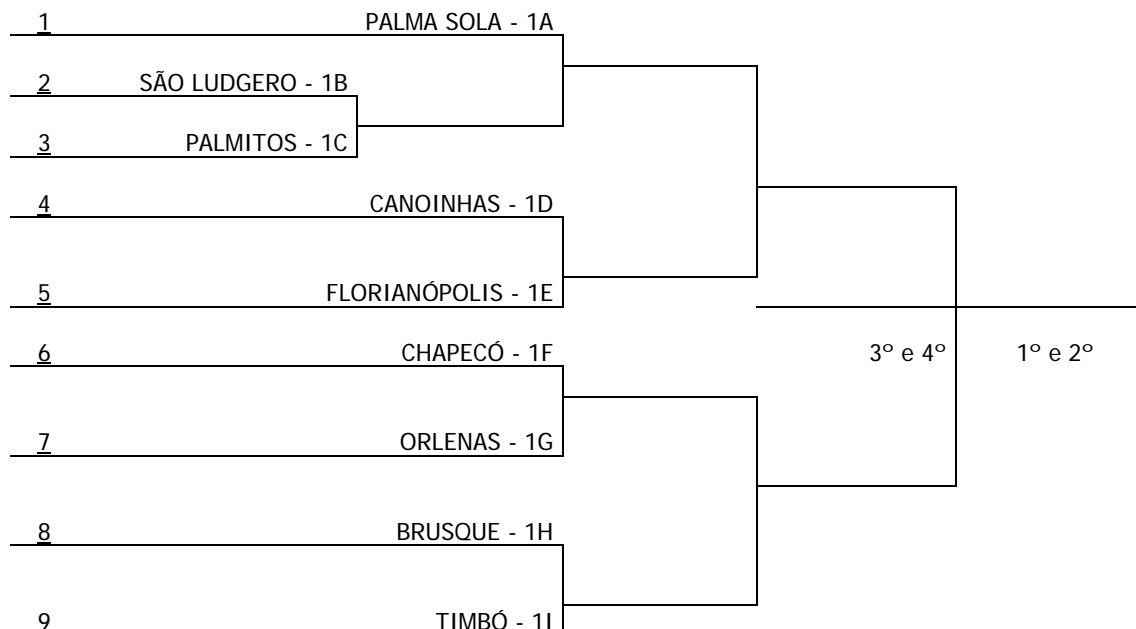 1 PALMA SOLA - 1A
2 SÃO LUDGERO - 1B
3 PALMITOS - 1C
4 CANOINHAS - 1D
5 FLORIANÓPOLIS - 1E
6 CHAPECÓ - 1F
3º e 4º 1º e 2º
7 ORLENAS - 1G
8 BRUSQUE - 1H
9 TIMBÓ - 1I